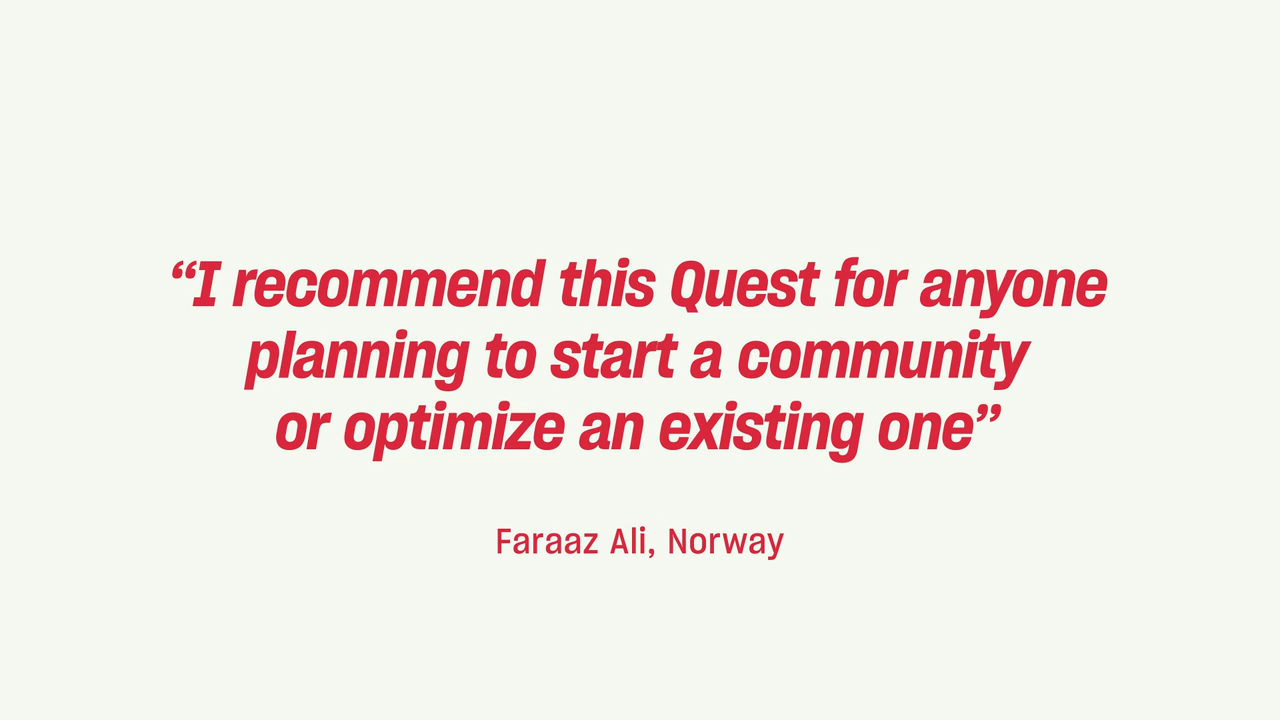 “I recommend this Quest for anyone
planning to start a community
or optimize an existing one”
Faraaz Ali, Norway